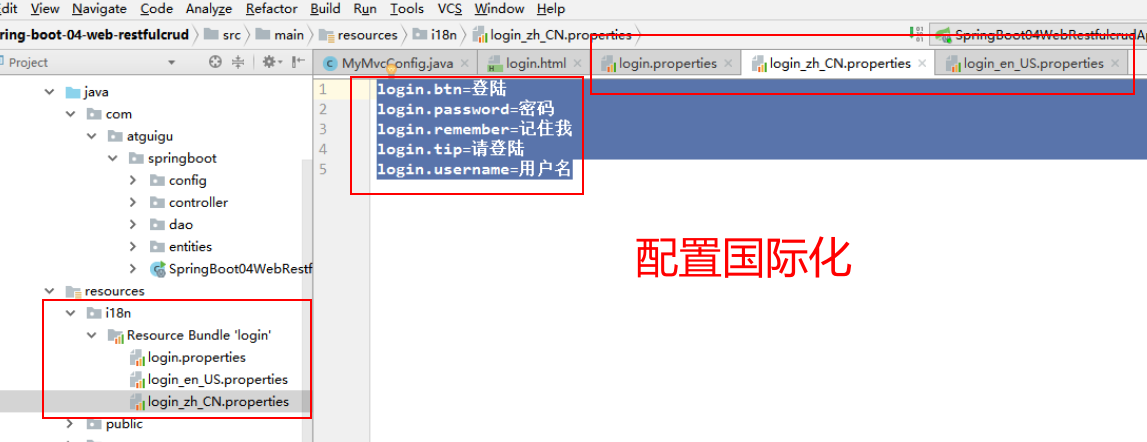 dit View Navigate Code Analyze Refactor Build Run Tools VCS Window Help
ring-boot-04-web-restfulcrud src main resources i18n login_zh_CN.properties SpringBoot04WebRestfulcrudAp
Project MyMvcConfig.java login.html login.properties login_zh_CN.properties login_en_US.properties
java
com
atguigu
springboot
config
controller
dao
entities
SpringBoot04WebRestf
resources
i18n
Resource Bundle 'login'
login.properties
login_en_US.properties
login_zh_CN.properties
public
1 login.btn=登陆
2 login.password=密码
3 login.remember=记住我
4 login.tip=请登陆
5 login.username=用户名
配置国际化